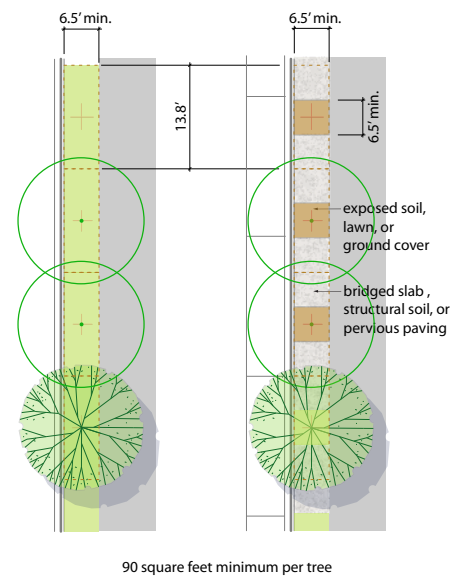 6.5’ min.
6.5’ min.
13.8’
6.5’ min.
exposed soil,
lawn, or
ground cover
bridged slab ,
structural soil, or
pervious paving
90 square feet minimum per tree